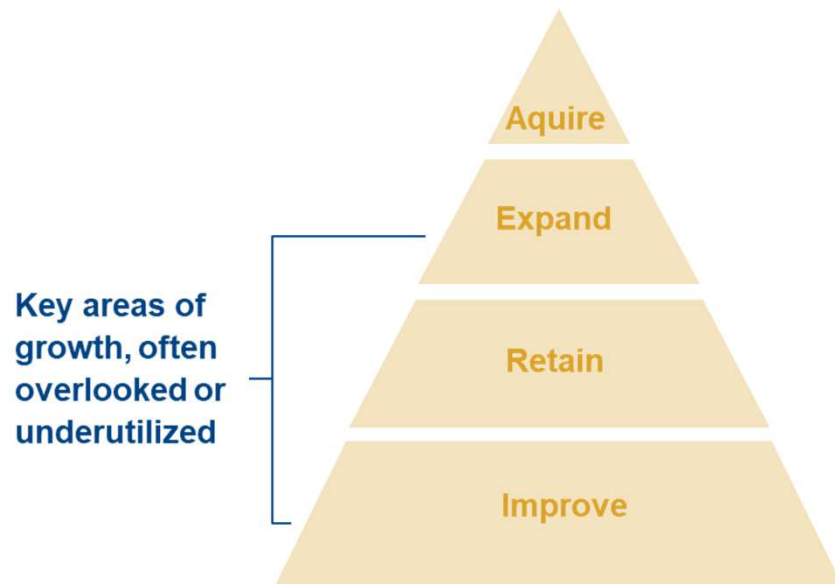 Aquire
Expand
Key areas of
growth, often
overlooked or
underutilized
Retain
Improve